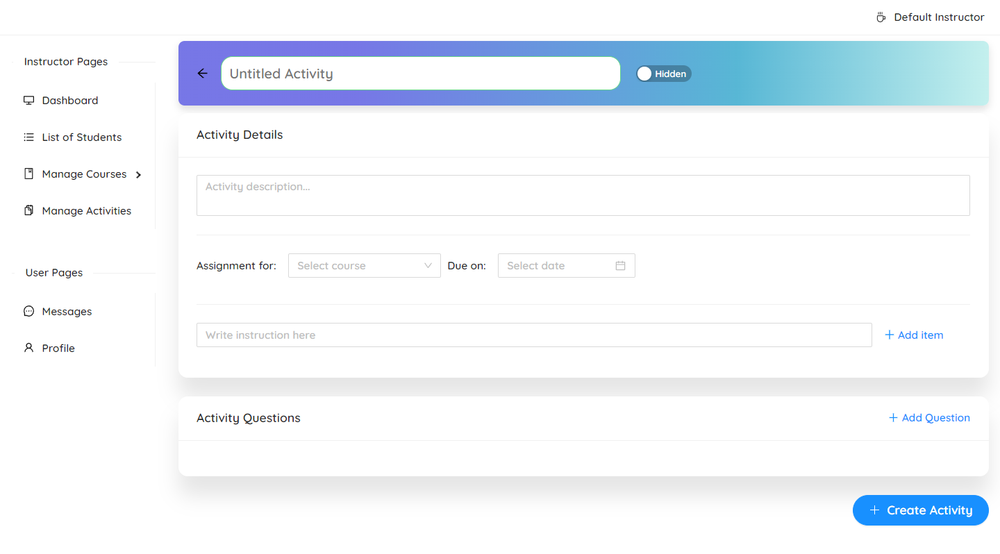 Default Instructor
Instructor Pages
Dashboard
List of Students
Manage Courses
Manage Activities
User Pages
Messages
Profile
Untitled Activity
Hidden
Activity Details
Activity description...
Assignment for: Select course Due on: Select date
Write instruction here + Add item
Activity Questions + Add Question
+ Create Activity